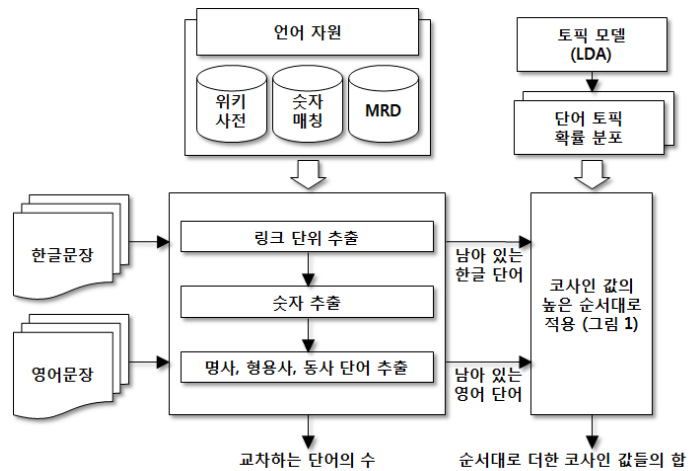 언어 자원
위키
사전
숫자
매칭
MRD
토픽 모델
(LDA)
단어 토픽
확률 분포
한글문장
영어문장
링크 단위 추출
숫자 추출
명사, 형용사, 동사 단어 추출
남아 있는
한글 단어
남아 있는
영어 단어
코사인 값의
높은 순서대로
적용 (그림 1)
교차하는 단어의 수
순서대로 더한 코사인 값들의 합